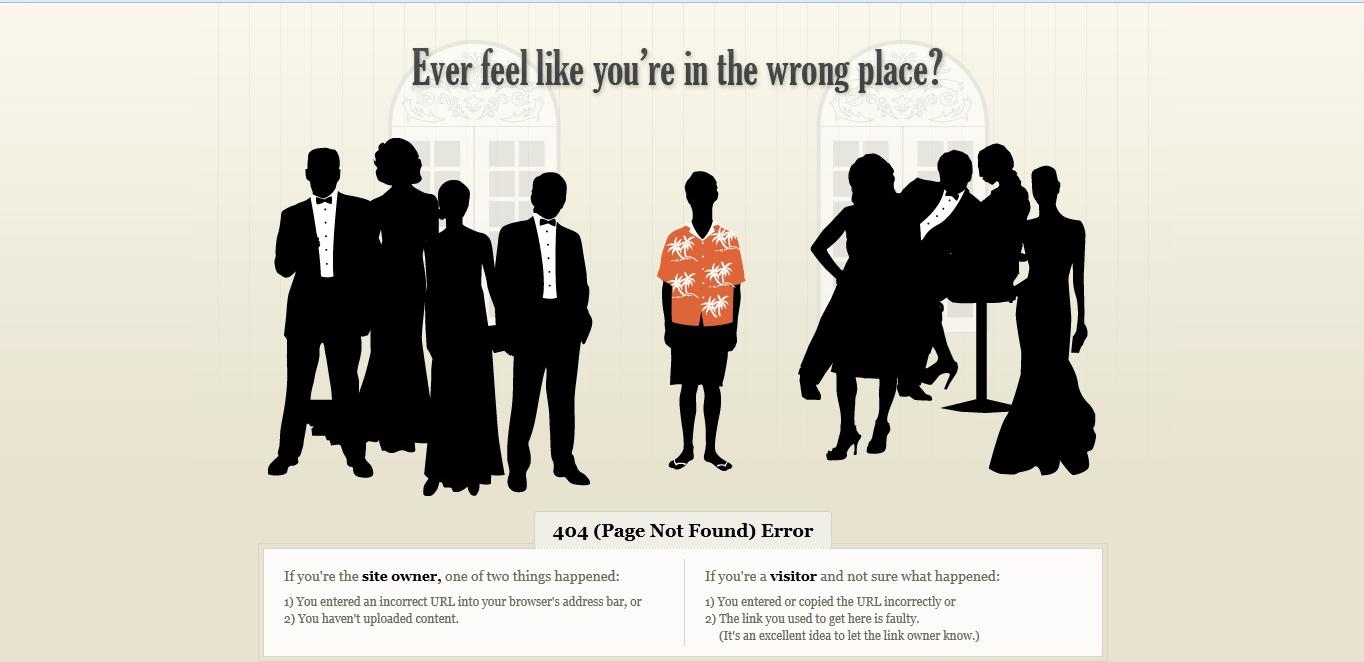 Ever feel like you're in the wrong place?
404 (Page Not Found) Error
If you're the site owner, one of two things happened:
1) You entered an incorrect URL into your browser's address bar, or
2) You haven't uploaded content.
If you're a visitor and not sure what happened:
1) You entered or copied the URL incorrectly or
2) The link you used to get here is faulty.
(It's an excellent idea to let the link owner know.)